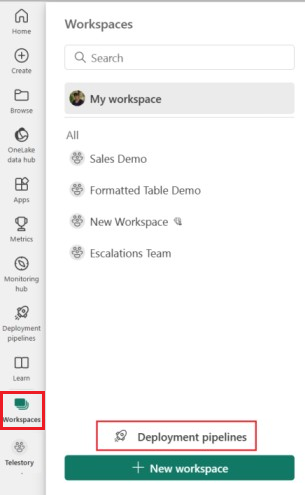 Home
Create
Browse
OneLake
data hub
Apps
Metrics
Monitoring
hub
Deployment
pipelines
Learn
Workspaces
Telestory
Workspaces
Search
My workspace
All
Sales Demo
Formatted Table Demo
New Workspace
Escalations Team
Deployment pipelines
New workspace